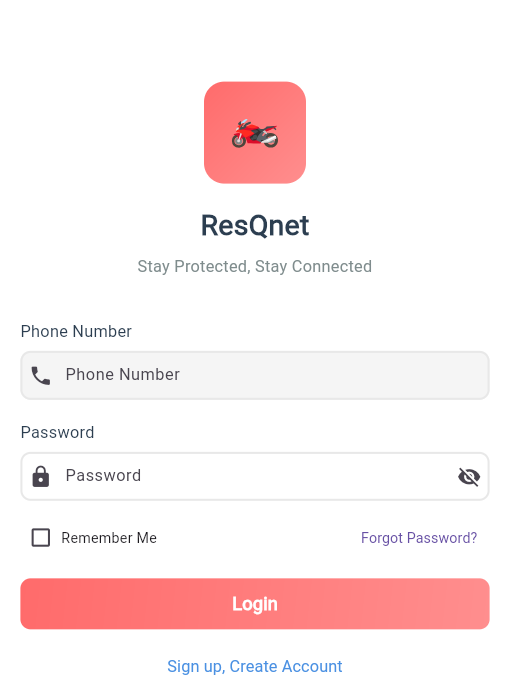 ResQnet
Stay Protected, Stay Connected
Phone Number
Phone Number
Password
Password
Remember Me
Forgot Password?
Login
Sign up, Create Account